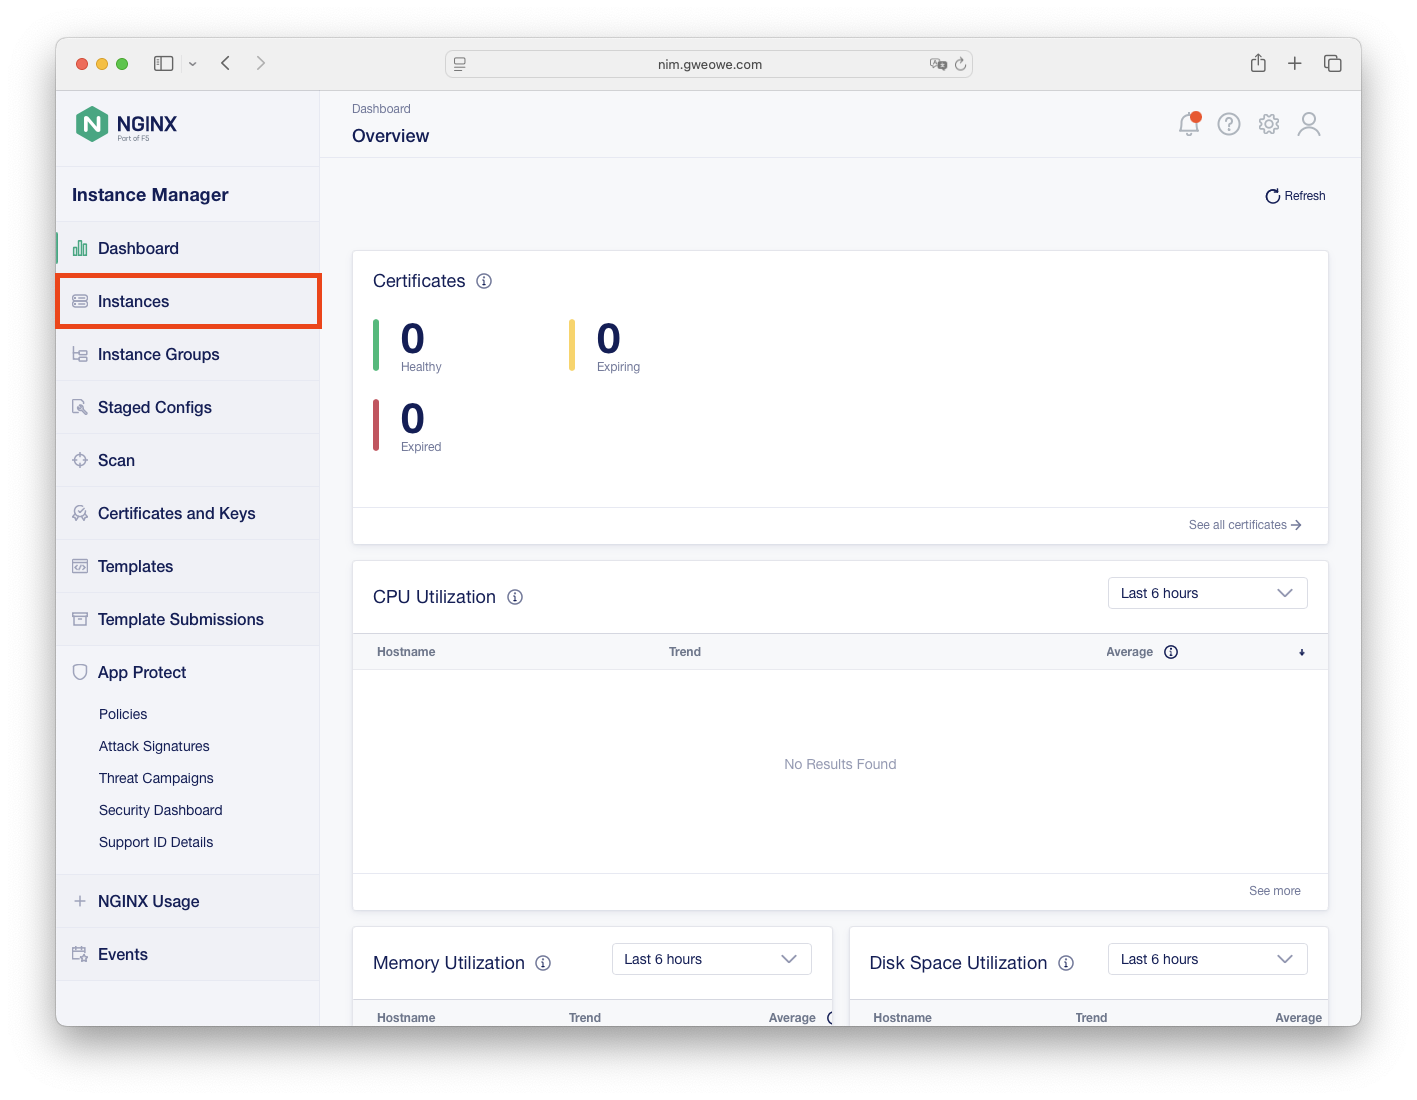 nim.gweowe.com
NGINX
Part of F5
Dashboard
Overview
Instance Manager
Refresh
Dashboard
Instances
Instance Groups
Staged Configs
Scan
Certificates and Keys
Templates
Template Submissions
App Protect
Policies
Attack Signatures
Threat Campaigns
Security Dashboard
Support ID Details
NGINX Usage
Events
Certificates
0
Healthy
0
Expiring
0
Expired
See all certificates
CPU Utilization
Last 6 hours
Hostname Trend Average
No Results Found
See more
Memory Utilization
Last 6 hours
Hostname Trend Average
Disk Space Utilization
Last 6 hours
Hostname Trend Average